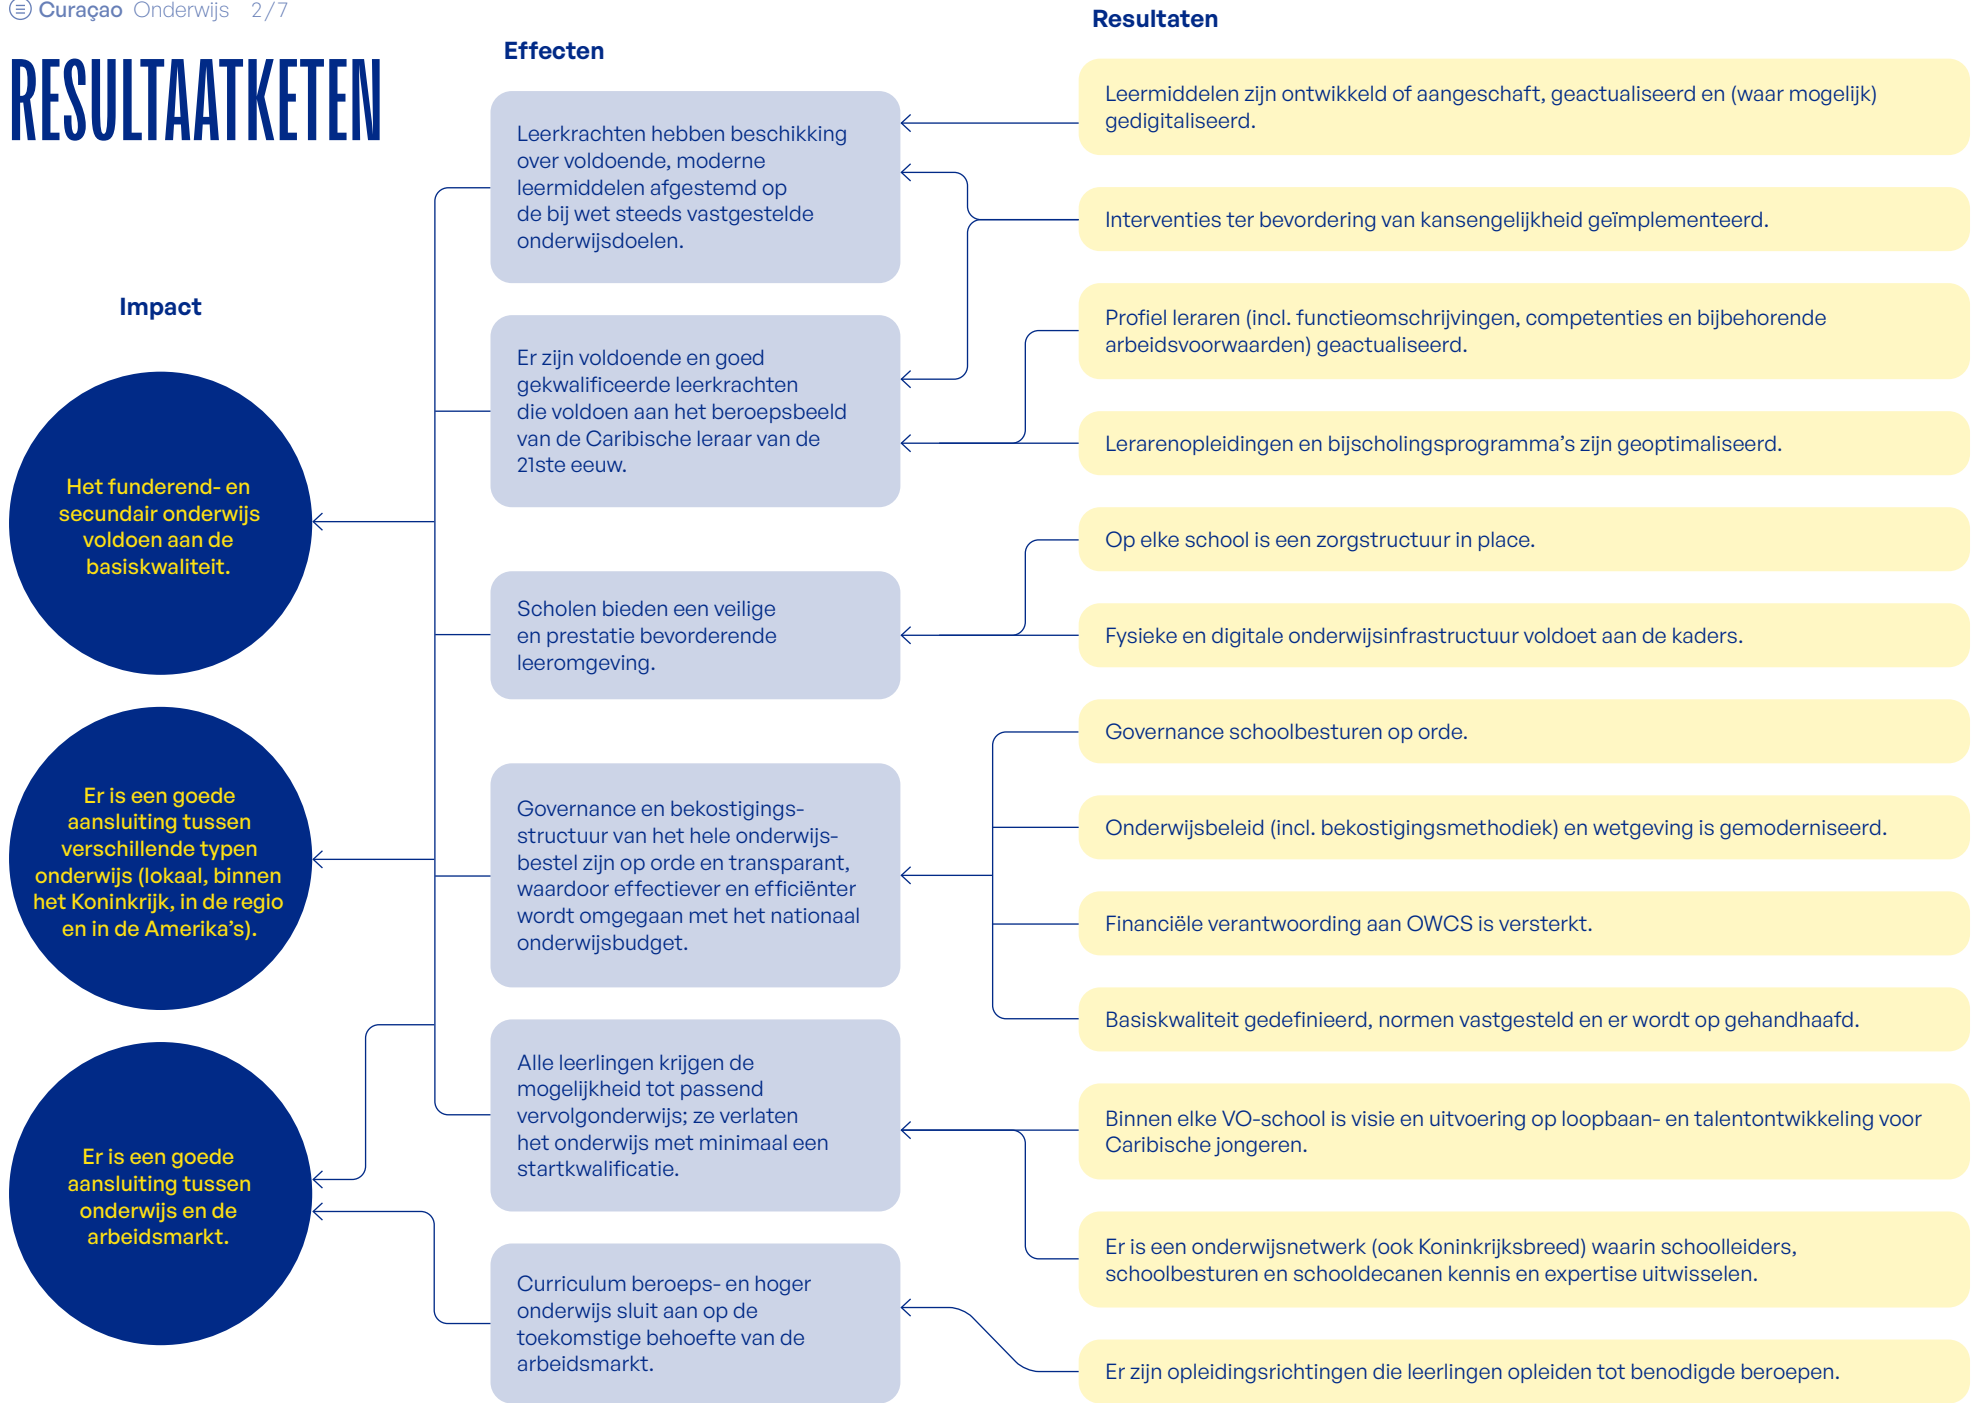 Curaçao Onderwijs 2/7
RESULTAATKETEN
Impact
Het funderend- en
secundair onderwijs
voldoen aan de
basiskwaliteit.
Er is een goede
aansluiting tussen
verschillende typen
onderwijs (lokaal, binnen
het Koninkrijk, in de regio
en in de Amerika’s).
Er is een goede
aansluiting tussen
onderwijs en de
arbeidsmarkt.
Effecten
Leerkrachten hebben beschikking
over voldoende, moderne
leermiddelen afgestemd op
de bij wet steeds vastgestelde
onderwijsdoelen.
Er zijn voldoende en goed
gekwalificeerde leerkrachten
die voldoen aan het beroepsbeeld
van de Caribische leraar van de
21ste eeuw.
Scholen bieden een veilige
en prestatie bevorderende
leeromgeving.
Governance en bekostigings-
structuur van het hele onderwijs-
bestel zijn op orde en transparant,
waardoor effectiever en efficiënter
wordt omgegaan met het nationaal
onderwijsbudget.
Alle leerlingen krijgen de
mogelijkheid tot passend
vervolgonderwijs; ze verlaten
het onderwijs met minimaal een
startkwalificatie.
Curriculum beroeps- en hoger
onderwijs sluit aan op de
toekomstige behoefte van de
arbeidsmarkt.
Resultaten
Leermiddelen zijn ontwikkeld of aangeschaft, geactualiseerd en (waar mogelijk)
gedigitaliseerd.
Interventies ter bevordering van kansengelijkheid geïmplementeerd.
Profiel leraren (incl. functieomschrijvingen, competenties en bijbehorende
arbeidsvoorwaarden) geactualiseerd.
Lerarenopleidingen en bijscholingsprogramma’s zijn geoptimaliseerd.
Op elke school is een zorgstructuur in place.
Fysieke en digitale onderwijsinfrastructuur voldoet aan de kaders.
Governance schoolbesturen op orde.
Onderwijsbeleid (incl. bekostigingsmethodiek) en wetgeving is gemoderniseerd.
Financiële verantwoording aan OWCS is versterkt.
Basiskwaliteit gedefinieerd, normen vastgesteld en er wordt op gehandhaafd.
Binnen elke VO-school is visie en uitvoering op loopbaan- en talentontwikkeling voor
Caribische jongeren.
Er is een onderwijsnetwerk (ook Koninkrijksbreed) waarin schoolleiders,
schoolbesturen en schooldecanen kennis en expertise uitwisselen.
Er zijn opleidingsrichtingen die leerlingen opleiden tot benodigde beroepen.